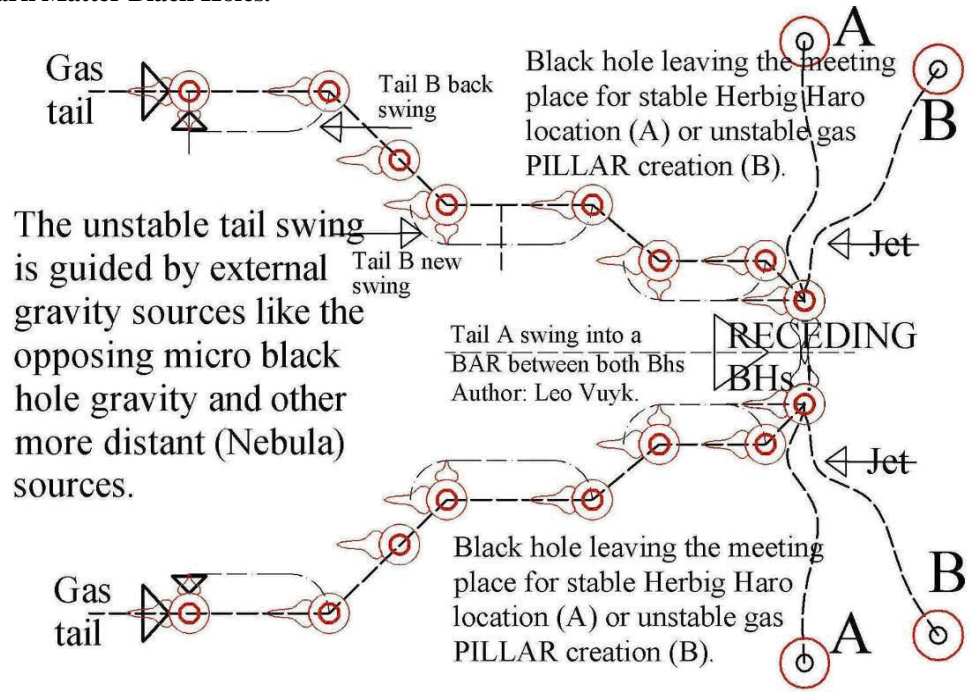 Dark Matter Black Holes.
A
Gas
tail
Tail B back
swing
Black hole leaving the meeting
place for stable Herbig Haro
location (A) or unstable gas
PILLAR creation (B).
B
The unstable tail swing
is guided by external
gravity sources like the
opposing micro black
hole gravity and other
more distant (Nebula)
sources.
Tail B new
swing
Jet
Tail A swing into a
BAR between both Bhs
Author: Leo Vuyk.
RECEDING
BHs
Jet
Black hole leaving the meeting
place for stable Herbig Haro
location (A) or unstable gas
PILLAR creation (B).
Gas
tail
B
A